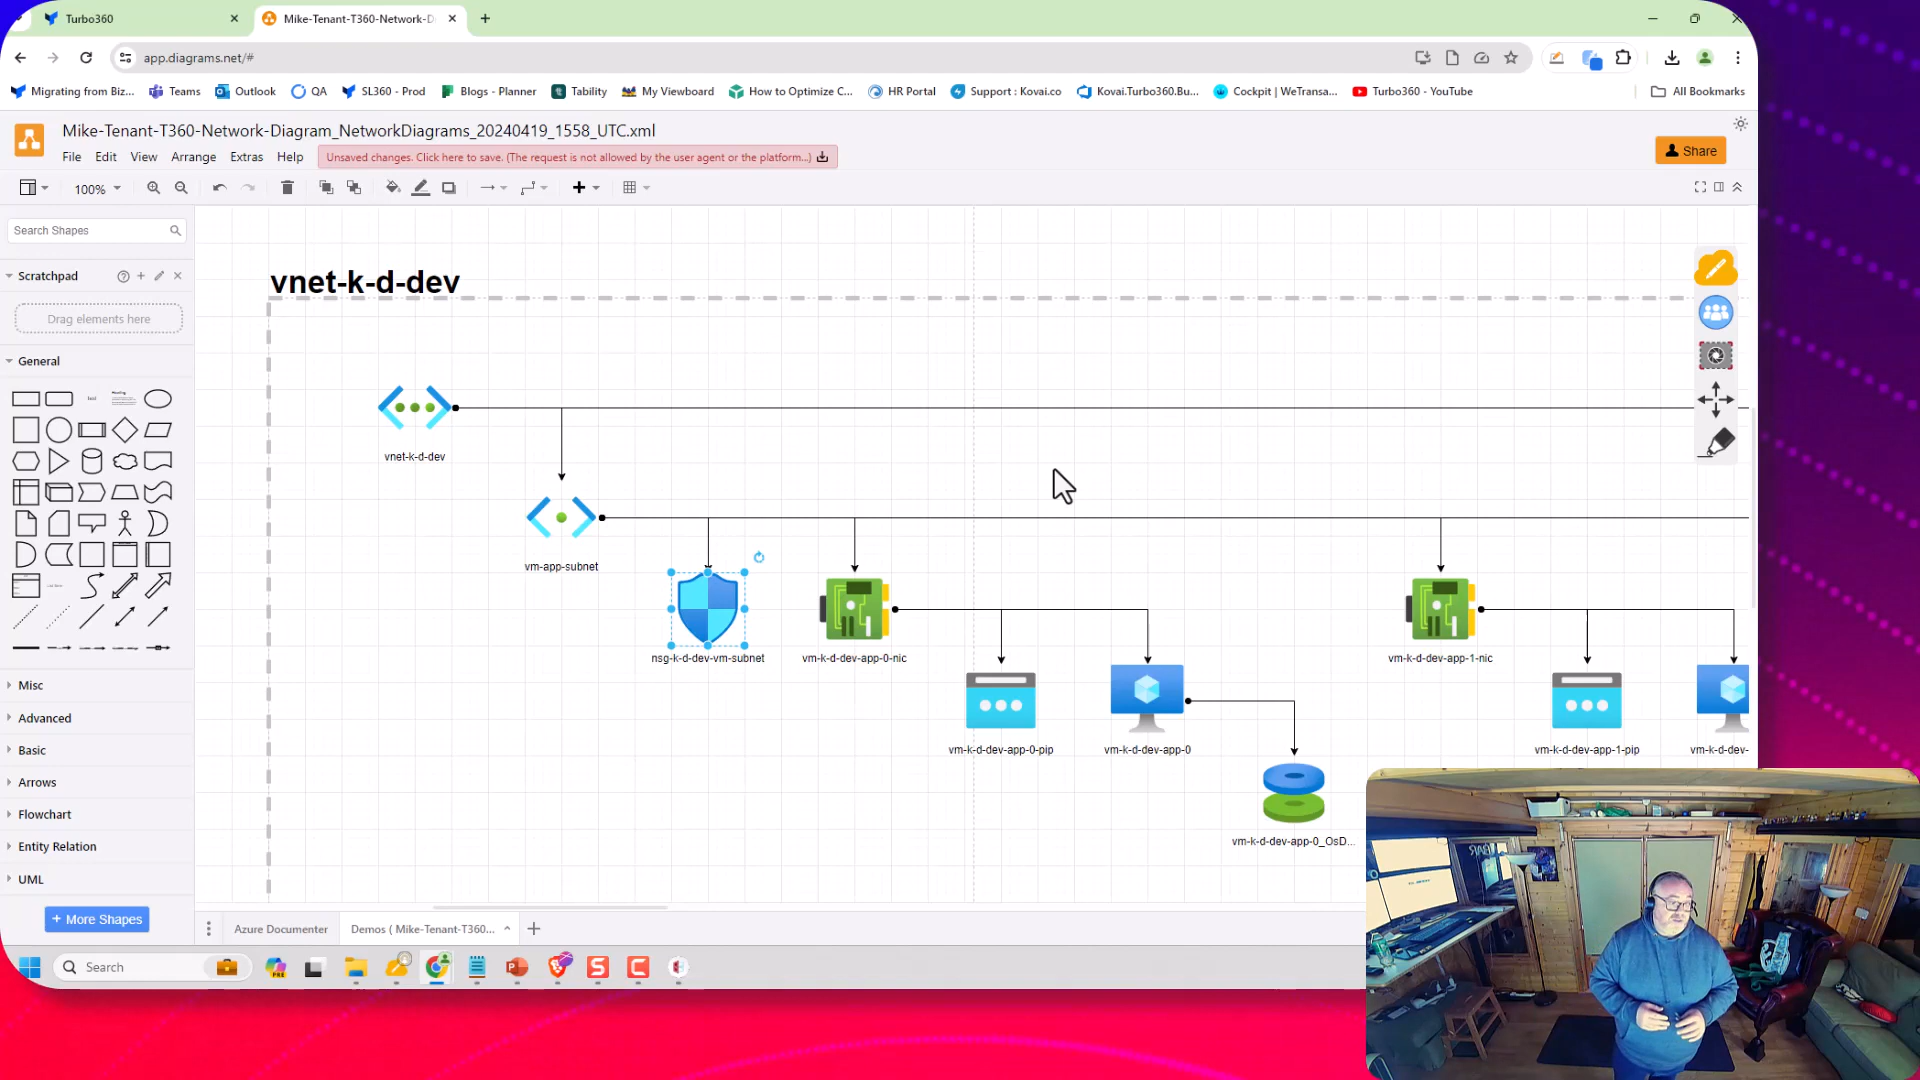 Turbo360
Mike-Tenant-T360-Network-D
app.diagrams.net/#
Migrating from Biz...
Teams
Outlook
QA
SL360 - Prod
Blogs - Planner
Tability
My Viewboard
How to Optimize C...
HR Portal
Support : Kovai.co
Kovai.Turbo360.Bu...
Cockpit | WeTransa...
Turbo360 - YouTube
All Bookmarks
Mike-Tenant-T360-Network-Diagram_NetworkDiagrams_20240419_1558_UTC.xml
File Edit View Arrange Extras Help
Unsaved changes. Click here to save. (The request is not allowed by the user agent or the platform...)
Share
100%
Search Shapes
Scratchpad
Drag elements here
General
Misc
Advanced
Basic
Arrows
Flowchart
Entity Relation
UML
+ More Shapes
vnet-k-d-dev
vnet-k-d-dev
vm-app-subnet
nsg-k-d-dev-vm-subnet
vm-k-d-dev-app-0-nic
vm-k-d-dev-app-1-nic
vm-k-d-dev-app-0-pip
vm-k-d-dev-app-0
vm-k-d-dev-app-1-pip
vm-k-d-dev-
vm-k-d-dev-app-0_OsD...
Azure Documenter
Demos ( Mike-Tenant-T360...
Search